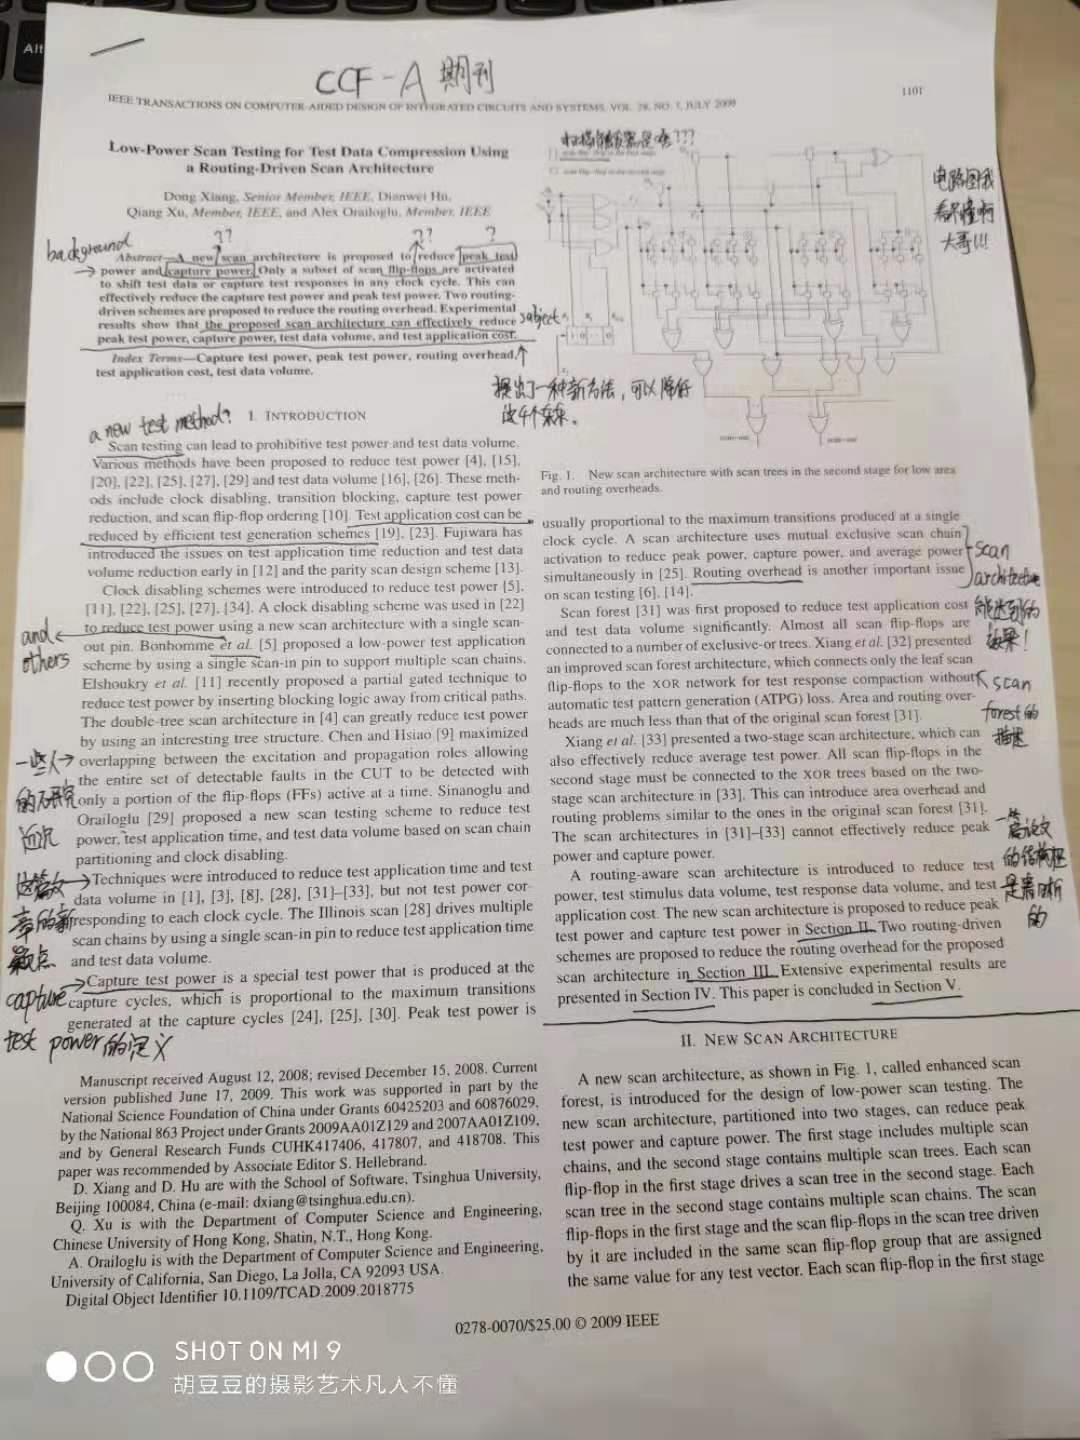 Alt
CCF-A 期刊
IEEE TRANSACTIONS ON COMPUTER-AIDED DESIGN OF INTEGRATED CIRCUITS AND SYSTEMS, VOL. 28, NO. 7, JULY 2009
1101
Low-Power Scan Testing for Test Data Compression Using
a Routing-Driven Scan Architecture
Dong Xiang, Senior Member, IEEE, Dianwei Hu,
Qiang Xu, Member, IEEE, and Alex Orailoglu, Member, IEEE
background
??
??
?
Abstract—A new scan architecture is proposed to reduce peak test
power and capture power. Only a subset of scan flip-flops are activated
to shift test data or capture test responses in any clock cycle. This can
effectively reduce the capture test power and peak test power. Two routing-
driven schemes are proposed to reduce the routing overhead. Experimental
results show that the proposed scan architecture can effectively reduce
peak test power, capture power, test data volume, and test application cost.
subject
Index Terms—Capture test power, peak test power, routing overhead,
test application cost, test data volume.
提出了一种新方法，可以降低
这4个东东。
a new test method?
I. INTRODUCTION
Scan testing can lead to prohibitive test power and test data volume.
Various methods have been proposed to reduce test power [4], [15],
[20], [22], [25], [27], [29] and test data volume [16], [26]. These meth-
ods include clock disabling, transition blocking, capture test power
reduction, and scan flip-flop ordering [10]. Test application cost can be
reduced by efficient test generation schemes [19], [23]. Fujiwara has
introduced the issues on test application time reduction and test data
volume reduction early in [12] and the parity scan design scheme [13].
Clock disabling schemes were introduced to reduce test power [5],
[11], [22], [25], [27], [34]. A clock disabling scheme was used in [22]
to reduce test power using a new scan architecture with a single scan-
out pin. Bonhomme et al. [5] proposed a low-power test application
scheme by using a single scan-in pin to support multiple scan chains.
Elshoukry et al. [11] recently proposed a partial gated technique to
reduce test power by inserting blocking logic away from critical paths.
The double-tree scan architecture in [4] can greatly reduce test power
by using an interesting tree structure. Chen and Hsiao [9] maximized
overlapping between the excitation and propagation roles allowing
the entire set of detectable faults in the CUT to be detected with
only a portion of the flip-flops (FFs) active at a time. Sinanoglu and
Orailoglu [29] proposed a new scan testing scheme to reduce test
power, test application time, and test data volume based on scan chain
partitioning and clock disabling.
Techniques were introduced to reduce test application time and test
data volume in [1], [3], [8], [28], [31]–[33], but not test power cor-
responding to each clock cycle. The Illinois scan [28] drives multiple
scan chains by using a single scan-in pin to reduce test application time
and test data volume.
Capture test power is a special test power that is produced at the
capture cycles, which is proportional to the maximum transitions
generated at the capture cycles [24], [25], [30]. Peak test power is
and
others
一些人
的研究
近况
这篇文
章的新
颖点
capture
test power的定义
Manuscript received August 12, 2008; revised December 15, 2008. Current
version published June 17, 2009. This work was supported in part by the
National Science Foundation of China under Grants 60425203 and 60876029,
by the National 863 Project under Grants 2009AA01Z129 and 2007AA01Z109,
and by General Research Funds CUHK417406, 417807, and 418708. This
paper was recommended by Associate Editor S. Hellebrand.
D. Xiang and D. Hu are with the School of Software, Tsinghua University,
Beijing 100084, China (e-mail: dxiang@tsinghua.edu.cn).
Q. Xu is with the Department of Computer Science and Engineering,
Chinese University of Hong Kong, Shatin, N.T., Hong Kong.
A. Orailoglu is with the Department of Computer Science and Engineering,
University of California, San Diego, La Jolla, CA 92093 USA.
Digital Object Identifier 10.1109/TCAD.2009.2018775
扫描触发器是啥???
电路图我
看不懂啊
大哥!!!
Fig. 1. New scan architecture with scan trees in the second stage for low area
and routing overheads.
usually proportional to the maximum transitions produced at a single
clock cycle. A scan architecture uses mutual exclusive scan chain
activation to reduce peak power, capture power, and average power
simultaneously in [25]. Routing overhead is another important issue
on scan testing [6], [14].
Scan forest [31] was first proposed to reduce test application cost
and test data volume significantly. Almost all scan flip-flops are
connected to a number of exclusive-or trees. Xiang et al. [32] presented
an improved scan forest architecture, which connects only the leaf scan
flip-flops to the XOR network for test response compaction without
automatic test pattern generation (ATPG) loss. Area and routing over-
heads are much less than that of the original scan forest [31].
Xiang et al. [33] presented a two-stage scan architecture, which can
also effectively reduce average test power. All scan flip-flops in the
second stage must be connected to the XOR trees based on the two-
stage scan architecture in [33]. This can introduce area overhead and
routing problems similar to the ones in the original scan forest [31].
The scan architectures in [31]–[33] cannot effectively reduce peak
power and capture power.
A routing-aware scan architecture is introduced to reduce test
power, test stimulus data volume, test response data volume, and test
application cost. The new scan architecture is proposed to reduce peak
test power and capture test power in Section II. Two routing-driven
schemes are proposed to reduce the routing overhead for the proposed
scan architecture in Section III. Extensive experimental results are
presented in Section IV. This paper is concluded in Section V.
scan
architecture
能达到的
效果!
scan
forest的
描述
一篇论文
的结构框
是需要
的
II. NEW SCAN ARCHITECTURE
A new scan architecture, as shown in Fig. 1, called enhanced scan
forest, is introduced for the design of low-power scan testing. The
new scan architecture, partitioned into two stages, can reduce peak
test power and capture power. The first stage includes multiple scan
chains, and the second stage contains multiple scan trees. Each scan
flip-flop in the first stage drives a scan tree in the second stage. Each
scan tree in the second stage contains multiple scan chains. The scan
flip-flops in the first stage and the scan flip-flops in the scan tree driven
by it are included in the same scan flip-flop group that are assigned
the same value for any test vector. Each scan flip-flop in the first stage
0278-0070/$25.00 © 2009 IEEE
SHOT ON MI 9
胡豆豆的摄影艺术凡人不懂